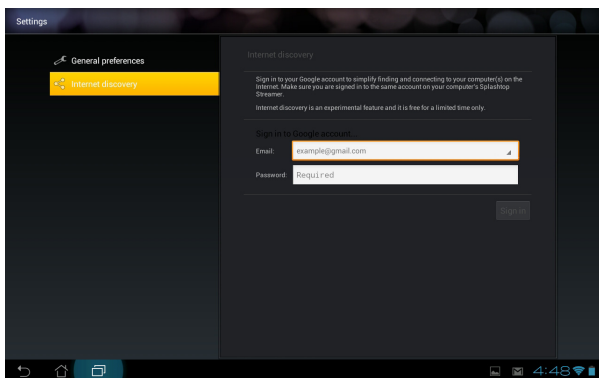 Settings
General preferences
Internet discovery
Internet discovery
Sign in to your Google account to simplify finding and connecting to your computer(s) on the
Internet. Make sure you are signed in to the same account on your computer's Splashtop
Streamer.
Internet discovery is an experimental feature and it is free for a limited time only.
Sign in to Google account
Email: example@gmail.com
Password: Required
Sign in
4:48